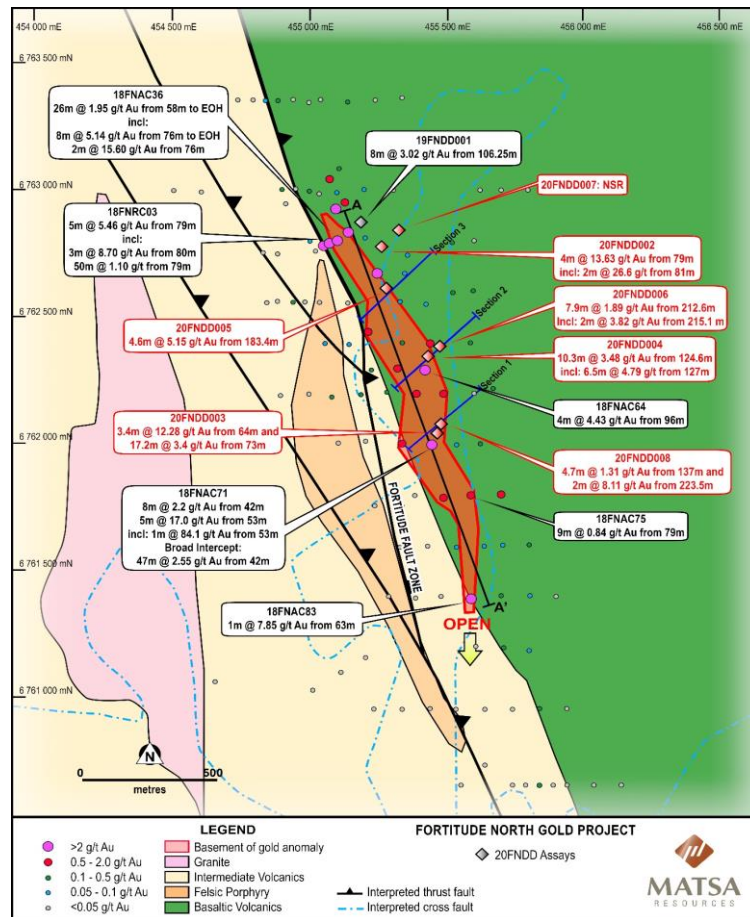 454 000 mE
454 500 mE
455 000 mE
455 500 mE
456 000 mE
456 500 mE
6 763 500 mN
6 763 000 mN
6 762 500 mN
6 762 000 mN
6 761 500 mN
6 761 000 mN
18FNAC36
26m @ 1.95 g/t Au from 58m to EOH
incl:
8m @ 5.14 g/t Au from 76m to EOH
2m @ 15.60 g/t Au from 76m
19FNDD001
8m @ 3.02 g/t Au from 106.25m
20FNDD007: NSR
18FNRC03
5m @ 5.46 g/t Au from 79m
incl:
3m @ 8.70 g/t Au from 80m
50m @ 1.10 g/t from 79m
A
Section 3
20FNDD002
4m @ 13.63 g/t Au from 79m
incl: 2m @ 26.6 g/t from 81m
Section 2
20FNDD006
7.9m @ 1.89 g/t Au from 212.6m
Incl: 2m @ 3.82 g/t Au from 215.1 m
20FNDD005
4.6m @ 5.15 g/t Au from 183.4m
20FNDD004
10.3m @ 3.48 g/t Au from 124.6m
incl: 6.5m @ 4.79 g/t Au from 127m
Section 1
18FNAC64
4m @ 4.43 g/t Au from 96m
20FNDD003
3.4m @ 12.28 g/t Au from 64m and
17.2m @ 3.4 g/t Au from 73m
20FNDD008
4.7m @ 1.31 g/t Au from 137m and
2m @ 8.11 g/t Au from 223.5m
18FNAC71
8m @ 2.2 g/t Au from 42m
5m @ 17.0 g/t Au from 53m
incl: 1m @ 84.1 g/t Au from 53m
Broad Intercept:
47m @ 2.55 g/t Au from 42m
FORTITUDE FAULT ZONE
18FNAC75
9m @ 0.84 g/t Au from 79m
18FNAC83
1m @ 7.85 g/t Au from 63m
A'
OPEN
N
0
500
metres
LEGEND
>2 g/t Au
0.5 - 2.0 g/t Au
0.1 - 0.5 g/t Au
0.05 - 0.1 g/t Au
<0.05 g/t Au
Basement of gold anomaly
Granite
Intermediate Volcanics
Felsic Porphyry
Basaltic Volcanics
FORTITUDE NORTH GOLD PROJECT
20FNDD Assays
Interpreted thrust fault
Interpreted cross fault
MATSA
RESOURCES